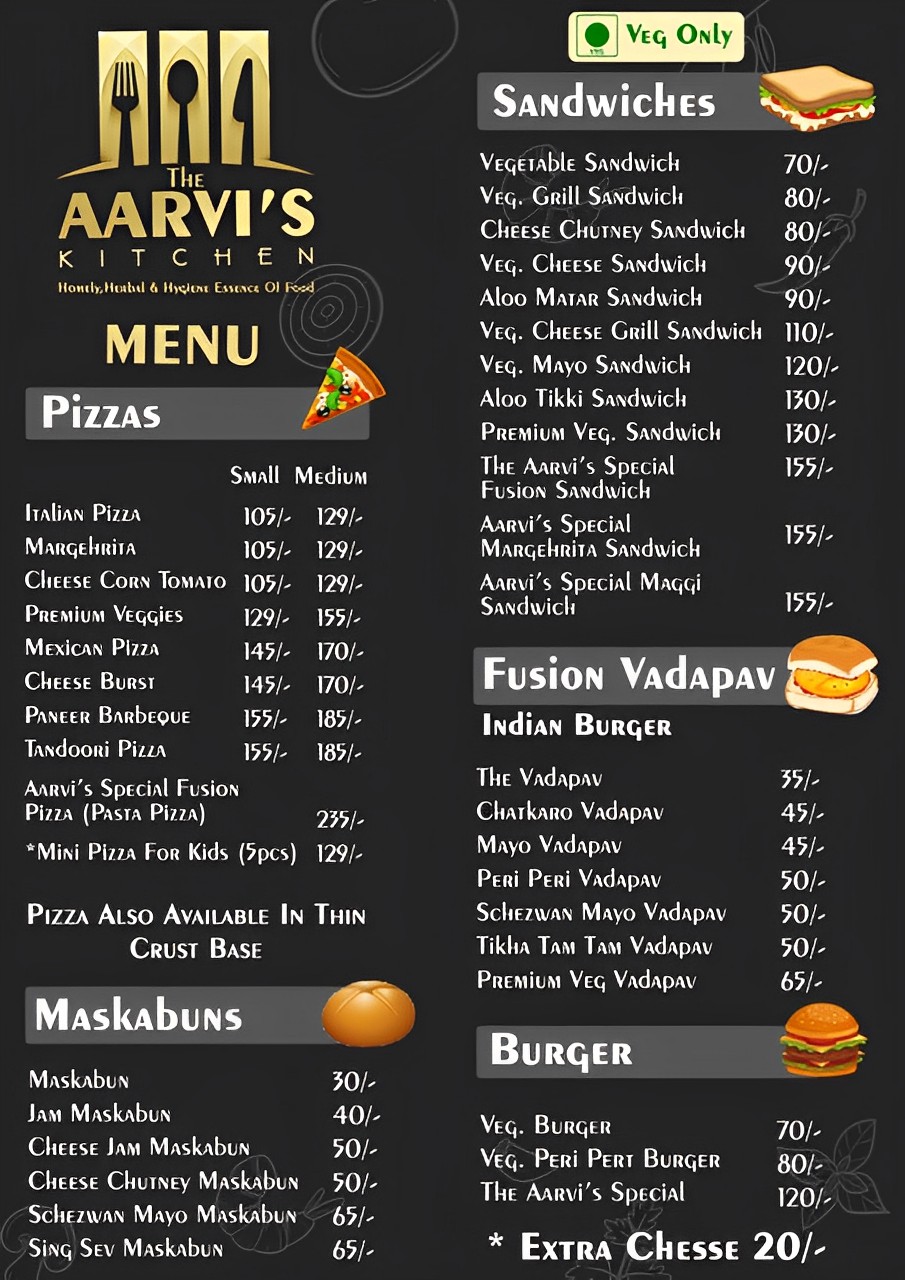 The
AARVI'S
KITCHEN
Homely, Herbal & Hygiene Essence Of Food
MENU
Pizzas
Small Medium
Italian Pizza 105/- 129/-
Margehrita 105/- 129/-
Cheese Corn Tomato 105/- 129/-
Premium Veggies 129/- 155/-
Mexican Pizza 145/- 170/-
Cheese Burst 145/- 170/-
Paneer Barbeque 155/- 185/-
Tandoori Pizza 155/- 185/-
Aarvi's Special Fusion
Pizza (Pasta Pizza) 235/-
*Mini Pizza For Kids (5pcs) 129/-
Pizza Also Available In Thin
Crust Base
Maskabuns
Maskabun 30/-
Jam Maskabun 40/-
Cheese Jam Maskabun 50/-
Cheese Chutney Maskabun 50/-
Schezwan Mayo Maskabun 65/-
Sing Sev Maskabun 65/-
Veg Only
Sandwiches
Vegetable Sandwich 70/-
Veg. Grill Sandwich 80/-
Cheese Chutney Sandwich 80/-
Veg. Cheese Sandwich 90/-
Aloo Matar Sandwich 90/-
Veg. Cheese Grill Sandwich 110/-
Veg. Mayo Sandwich 120/-
Aloo Tikki Sandwich 130/-
Premium Veg. Sandwich 130/-
The Aarvi's Special 155/-
Fusion Sandwich
Aarvi's Special
Margehrita Sandwich 155/-
Aarvi's Special Maggi
Sandwich 155/-
Fusion Vadapav
Indian Burger
The Vadapav 35/-
Chatkaro Vadapav 45/-
Mayo Vadapav 45/-
Peri Peri Vadapav 50/-
Schezwan Mayo Vadapav 50/-
Tikha Tam Tam Vadapav 50/-
Premium Veg Vadapav 65/-
Burger
Veg. Burger 70/-
Veg. Peri Pert Burger 80/-
The Aarvi's Special 120/-
* Extra Chesse 20/-